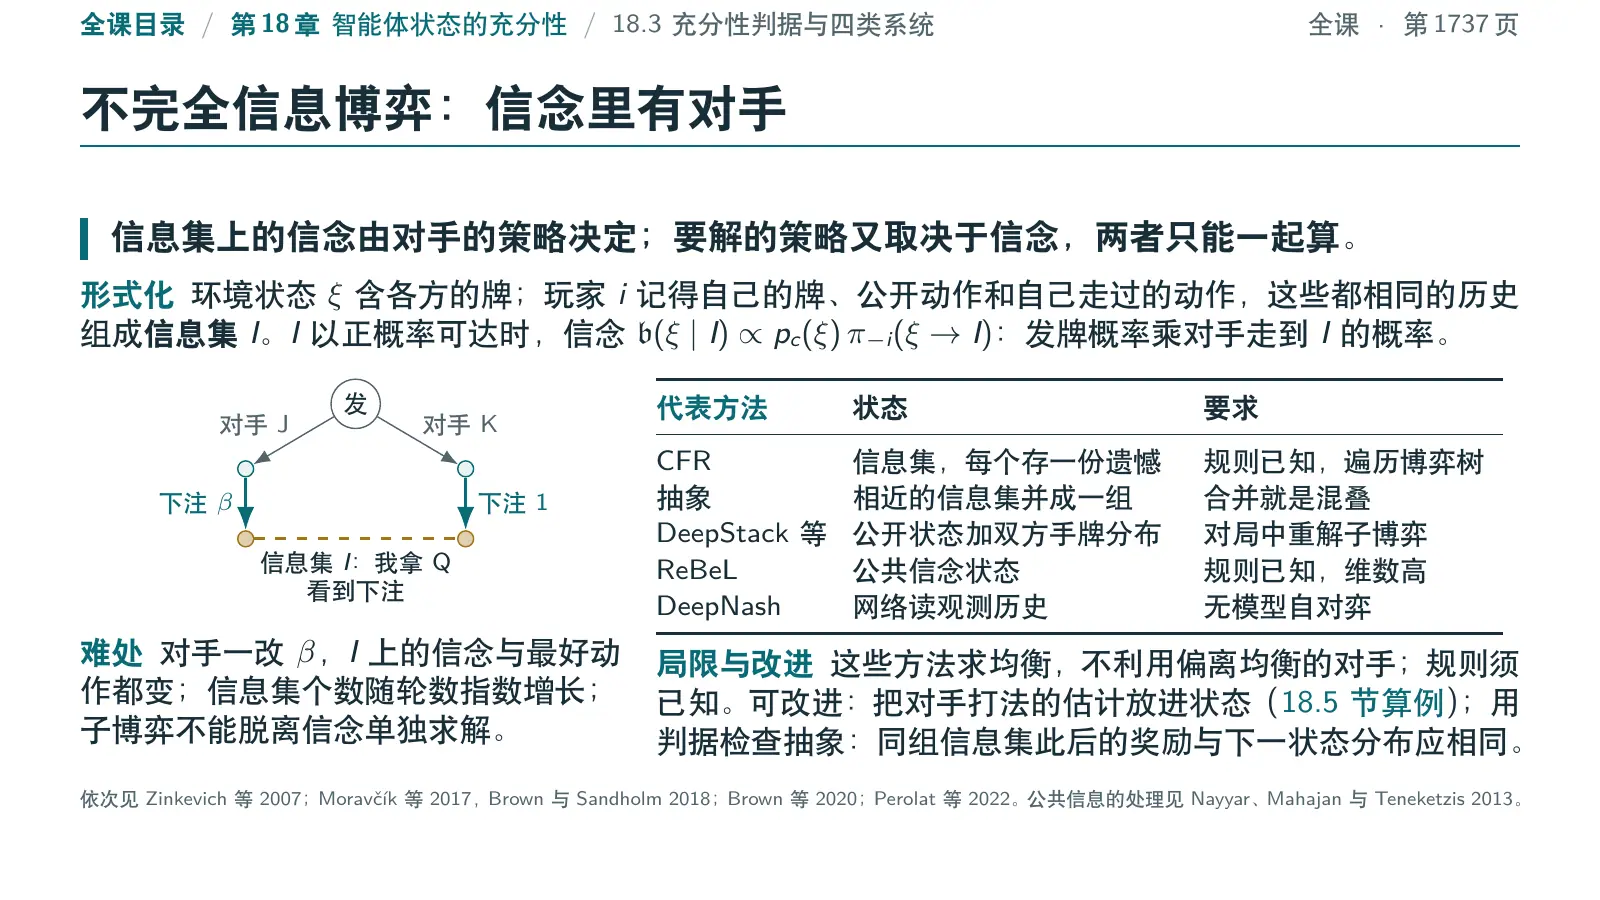 全课目录 / 第 18 章 智能体状态的充分性 / 18.3 充分性判据与四类系统
全课 · 第 1737 页
不完全信息博弈：信念里有对手
信息集上的信念由对手的策略决定；要解的策略又取决于信念，两者只能一起算。
形式化 环境状态 ξ 含各方的牌；玩家 i 记得自己的牌、公开动作和自己走过的动作，这些都相同的历史
组成信息集 I。I 以正概率可达时，信念 𝔟(ξ | I) ∝ p_c(ξ) π_{−i}(ξ → I)：发牌概率乘对手走到 I 的概率。
发
对手 J
对手 K
下注 β
下注 1
信息集 I：我拿 Q
看到下注
难处 对手一改 β，I 上的信念与最好动
作都变；信息集个数随轮数指数增长；
子博弈不能脱离信念单独求解。
代表方法 状态 要求
CFR 信息集，每个存一份遗憾 规则已知，遍历博弈树
抽象 相近的信息集并成一组 合并就是混叠
DeepStack 等 公开状态加双方手牌分布 对局中重解子博弈
ReBeL 公共信念状态 规则已知，维数高
DeepNash 网络读观测历史 无模型自对弈
局限与改进 这些方法求均衡，不利用偏离均衡的对手；规则须
已知。可改进：把对手打法的估计放进状态（18.5 节算例）；用
判据检查抽象：同组信息集此后的奖励与下一状态分布应相同。
依次见 Zinkevich 等 2007；Moravčík 等 2017，Brown 与 Sandholm 2018；Brown 等 2020；Perolat 等 2022。公共信息的处理见 Nayyar、Mahajan 与 Teneketzis 2013。